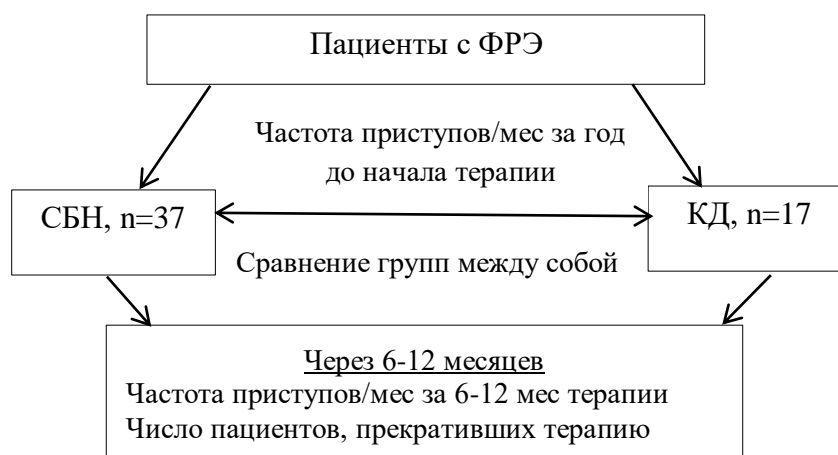 Пациенты с ФРЭ
Частота приступов/мес за год
до начала терапии
СБН, n=37
КД, n=17
Сравнение групп между собой
Через 6-12 месяцев
Частота приступов/мес за 6-12 мес терапии
Число пациентов, прекративших терапию